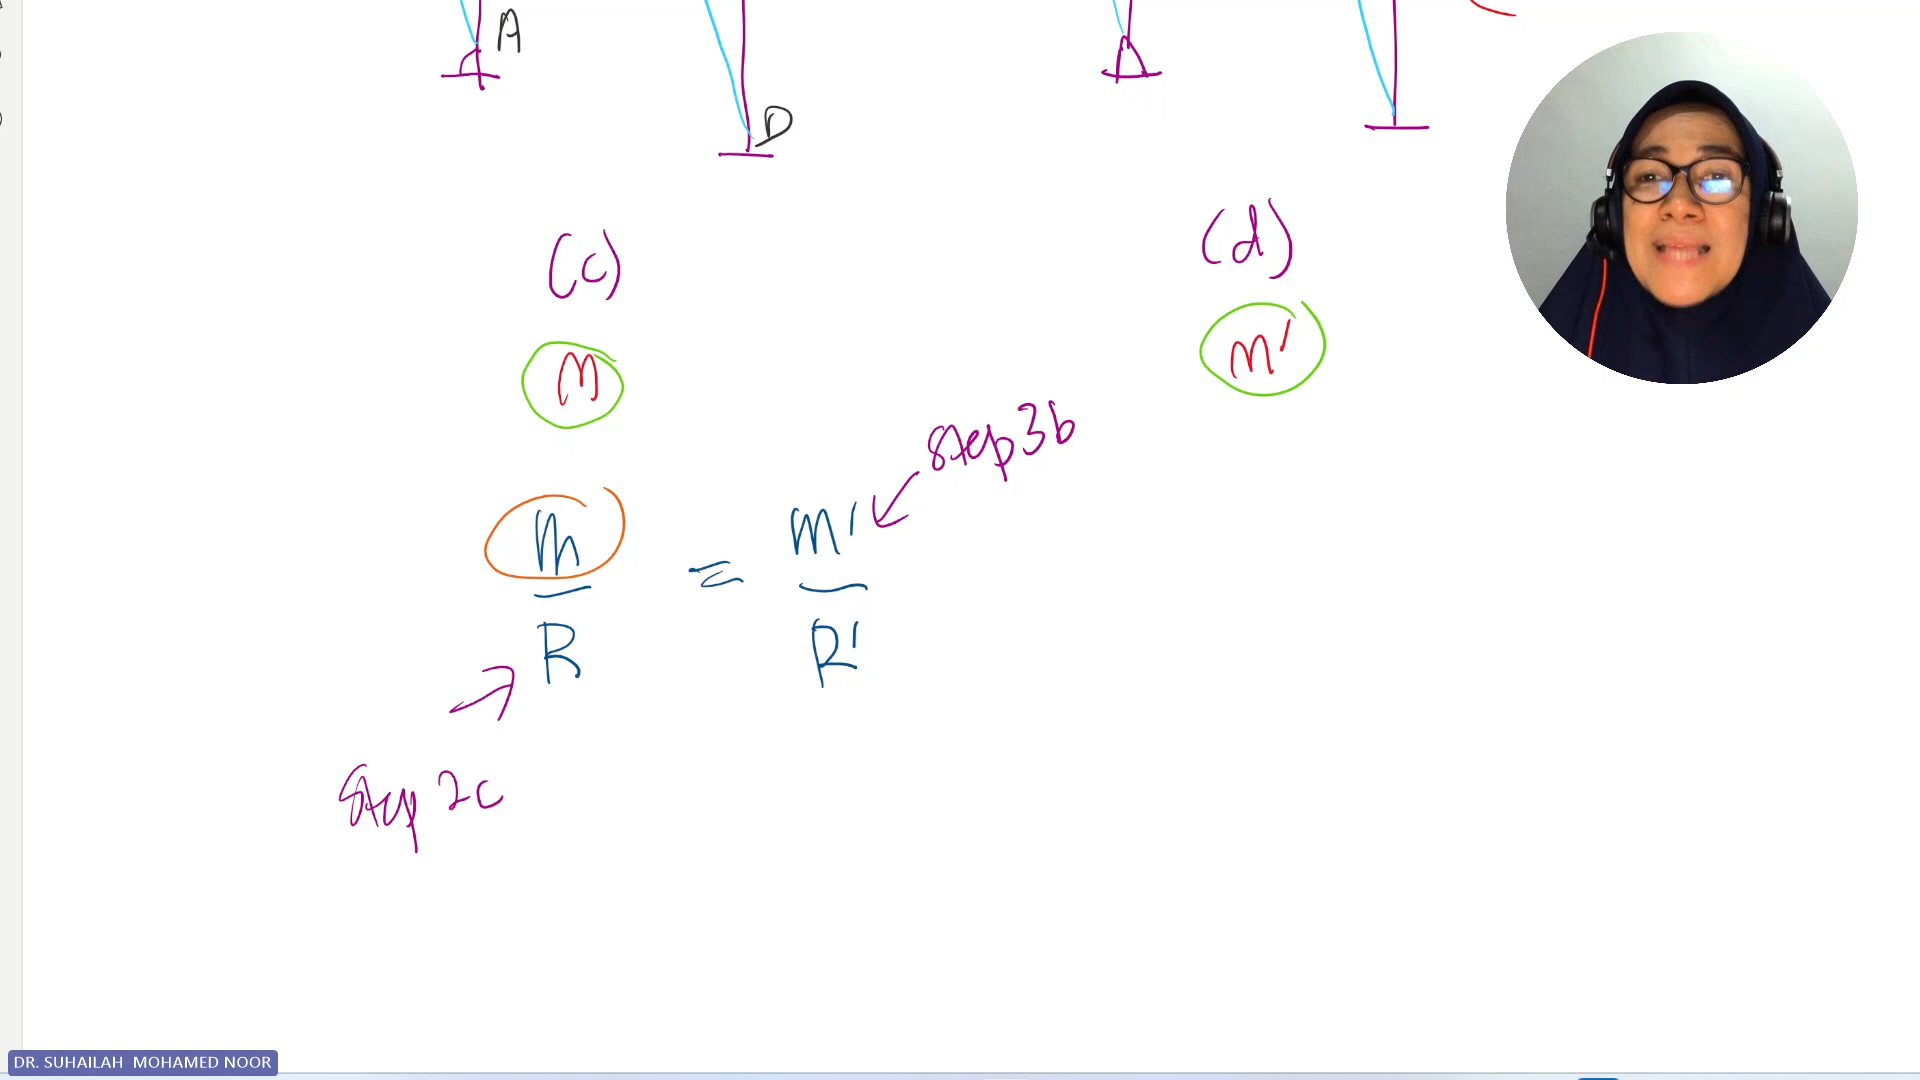 A
D
(c)
(d)
M
M'
Step 3b
M = M'
R R'
Step 2c
DR. SUHAILAH MOHAMED NOOR